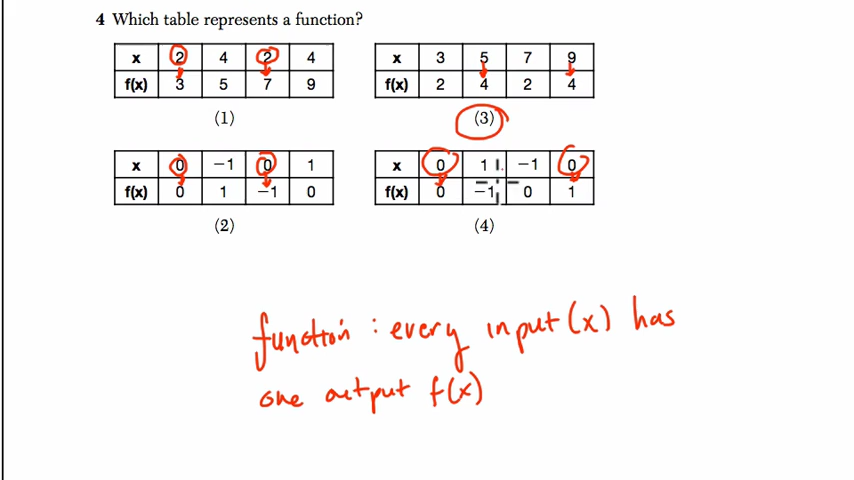 4 Which table represents a function?
x 2 4 2 4
f(x) 3 5 7 9
(1)
x 3 5 7 9
f(x) 2 4 2 4
(3)
x 0 −1 0 1
f(x) 0 1 −1 0
(2)
x 0 1 −1 0
f(x) 0 −1 0 1
(4)
function : every input (x) has
one output f(x)